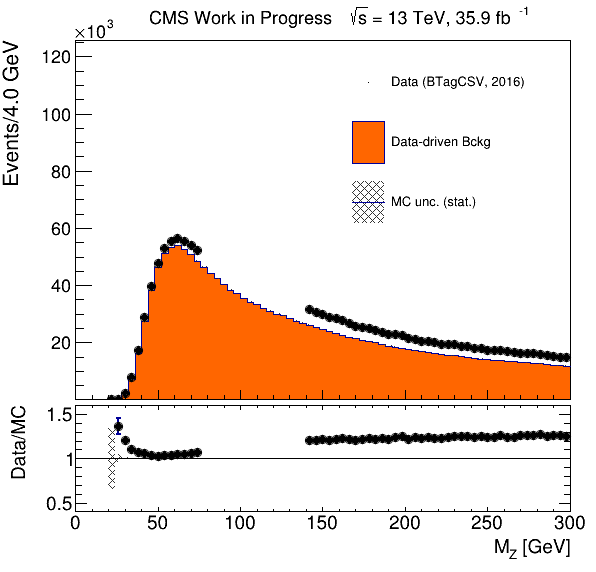 CMS Work in Progress √s = 13 TeV, 35.9 fb⁻¹
×10³
Events/4.0 GeV
120
100
80
60
40
20
Data (BTagCSV, 2016)
Data-driven Bckg
MC unc. (stat.)
Data/MC
1.5
1
0.5
0 50 100 150 200 250 300
M_Z [GeV]